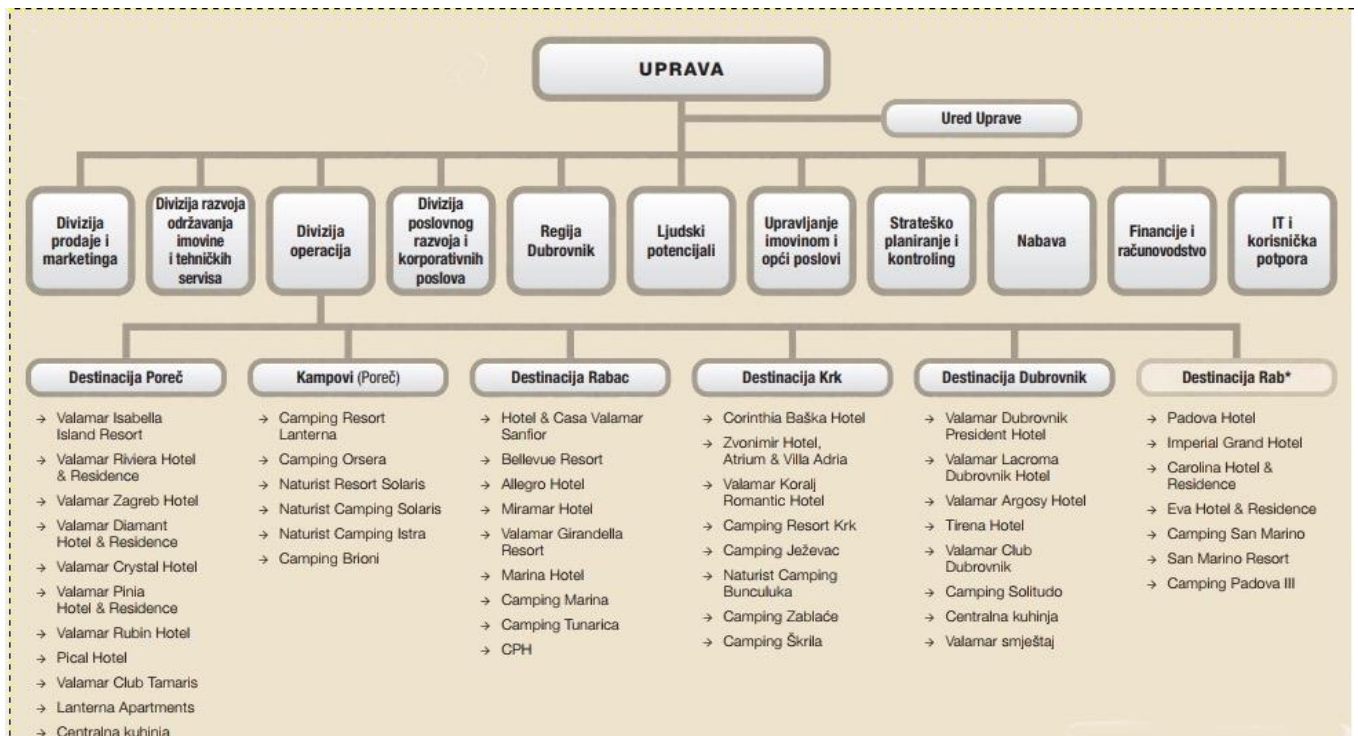 UPRAVA
Ured Uprave
Divizija
prodaje i
marketinga
Divizija razvoja
održavanja
imovine
i tehničkih
servisa
Divizija
operacija
Divizija
poslovnog
razvoja i
korporativnih
poslova
Regija
Dubrovnik
Ljudski
potencijali
Upravljanje
imovinom i
opći poslovi
Strateško
planiranje i
kontroling
Nabava
Financije i
računovodstvo
IT i
korisnička
potpora
Destinacija Poreč
→ Valamar Isabella
Island Resort
→ Valamar Riviera Hotel
& Residence
→ Valamar Zagreb Hotel
→ Valamar Diamant
Hotel & Residence
→ Valamar Crystal Hotel
→ Valamar Pinia
Hotel & Residence
→ Valamar Rubin Hotel
→ Pical Hotel
→ Valamar Club Tamaris
→ Lanterna Apartments
→ Centralna kuhinja
Kampovi (Poreč)
→ Camping Resort
Lanterna
→ Camping Orsera
→ Naturist Resort Solaris
→ Naturist Camping Solaris
→ Naturist Camping Istra
→ Camping Brioni
Destinacija Rabac
→ Hotel & Casa Valamar
Sanfior
→ Bellevue Resort
→ Allegro Hotel
→ Miramar Hotel
→ Valamar Girandella
Resort
→ Marina Hotel
→ Camping Marina
→ Camping Tunarica
→ CPH
Destinacija Krk
→ Corinthia Baška Hotel
→ Zvonimir Hotel,
Atrium & Villa Adria
→ Valamar Koralj
Romantic Hotel
→ Camping Resort Krk
→ Camping Ježevac
→ Naturist Camping
Bunculuka
→ Camping Zablaće
→ Camping Škrila
Destinacija Dubrovnik
→ Valamar Dubrovnik
President Hotel
→ Valamar Lacroma
Dubrovnik Hotel
→ Valamar Argosy Hotel
→ Tirena Hotel
→ Valamar Club
Dubrovnik
→ Camping Solitudo
→ Centralna kuhinja
→ Valamar smještaj
Destinacija Rab*
→ Padova Hotel
→ Imperial Grand Hotel
→ Carolina Hotel &
Residence
→ Eva Hotel & Residence
→ Camping San Marino
→ San Marino Resort
→ Camping Padova III